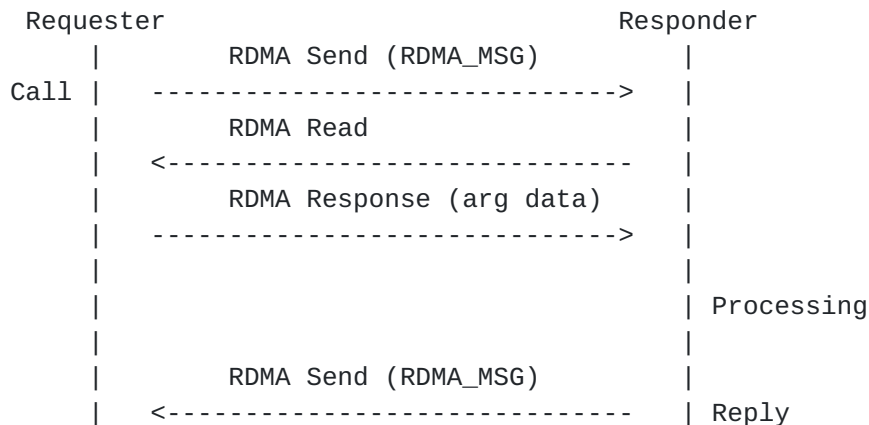 Requester Responder
| RDMA Send (RDMA_MSG) |
Call | ------------------------------> |
| RDMA Read |
| <------------------------------ |
| RDMA Response (arg data) |
| ------------------------------> |
| |
| | Processing
| |
| RDMA Send (RDMA_MSG) |
| <------------------------------ | Reply